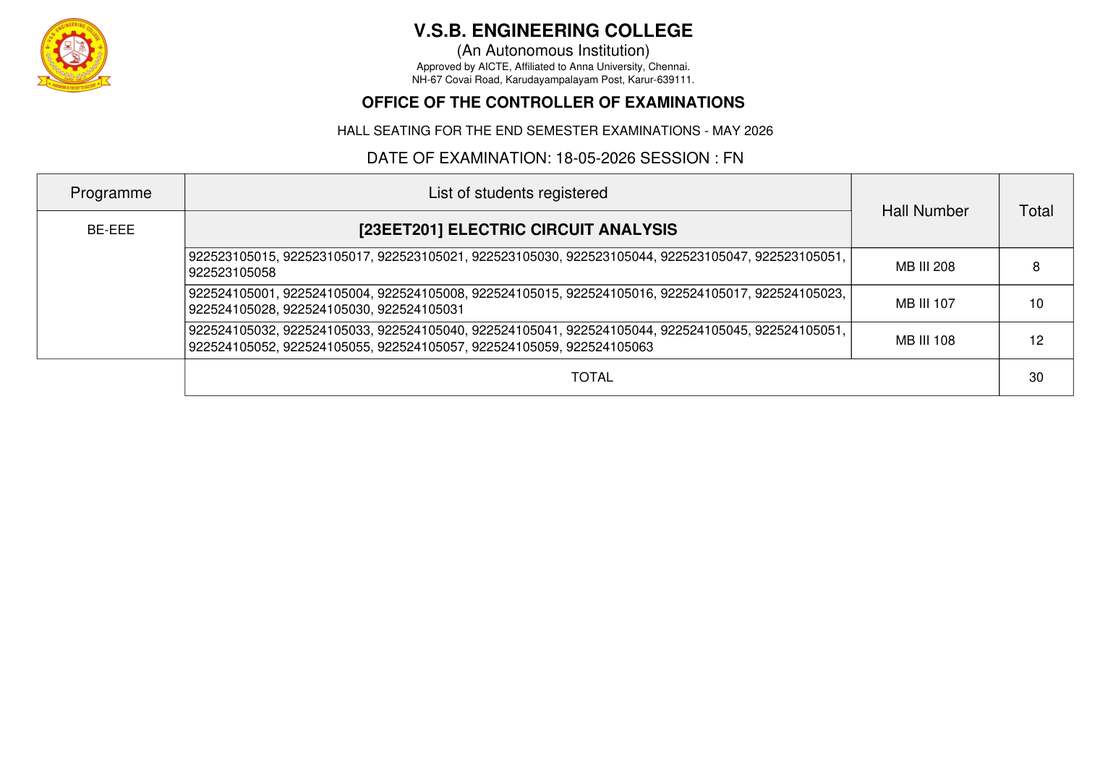 V.S.B. ENGINEERING COLLEGE
(An Autonomous Institution)
Approved by AICTE, Affiliated to Anna University, Chennai.
NH-67 Covai Road, Karudayampalayam Post, Karur-639111.
OFFICE OF THE CONTROLLER OF EXAMINATIONS
HALL SEATING FOR THE END SEMESTER EXAMINATIONS - MAY 2026
DATE OF EXAMINATION: 18-05-2026 SESSION : FN
Programme List of students registered Hall Number Total
BE-EEE [23EET201] ELECTRIC CIRCUIT ANALYSIS
922523105015, 922523105017, 922523105021, 922523105030, 922523105044, 922523105047, 922523105051,
922523105058 MB III 208 8
922524105001, 922524105004, 922524105008, 922524105015, 922524105016, 922524105017, 922524105023,
922524105028, 922524105030, 922524105031 MB III 107 10
922524105032, 922524105033, 922524105040, 922524105041, 922524105044, 922524105045, 922524105051,
922524105052, 922524105055, 922524105057, 922524105059, 922524105063 MB III 108 12
TOTAL 30